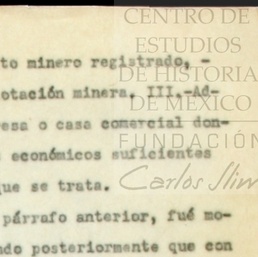 CENTRO DE
ESTUDIOS
DE HISTORIA
DE MÉXICO
FUNDACIÓN
Carlos Slim
to minero registrado, -
otación minera. III.-Ad-
esa o casa comercial don-
económicos suficientes
que se trata.
párrafo anterior, fué mo-
ndo posteriormente que con